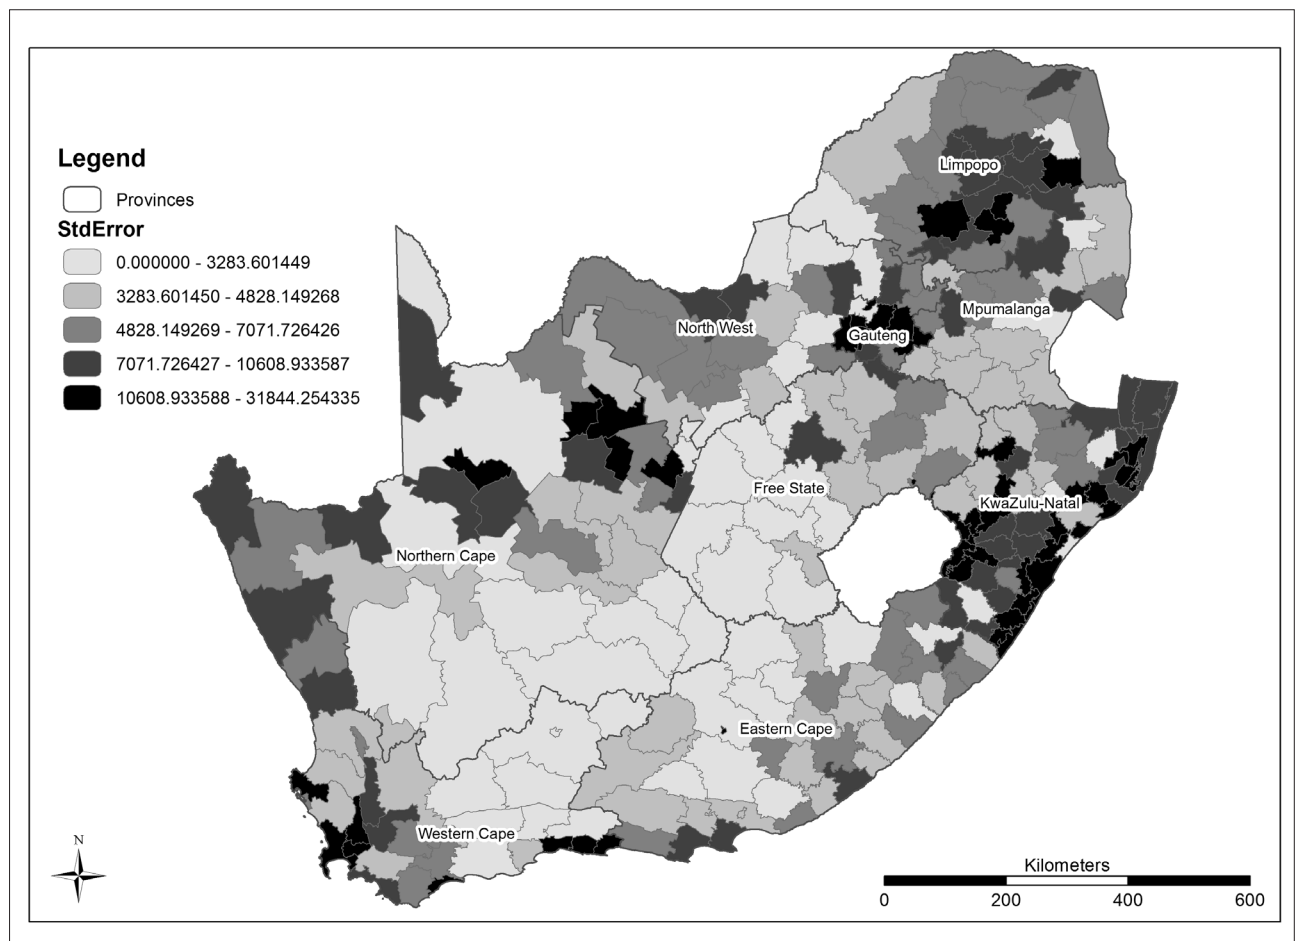 Legend
Provinces
StdError
0.000000 - 3283.601449
3283.601450 - 4828.149268
4828.149269 - 7071.726426
7071.726427 - 10608.933587
10608.933588 - 31844.254335
Limpopo
Mpumalanga
North West
Gauteng
Free State
KwaZulu-Natal
Northern Cape
Eastern Cape
Western Cape
N
Kilometers
0 200 400 600